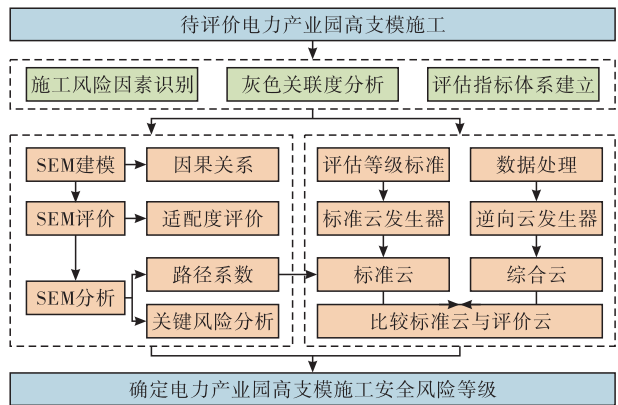 待评价电力产业园高支模施工
施工风险因素识别
灰色关联度分析
评估指标体系建立
SEM建模
因果关系
评估等级标准
数据处理
SEM评价
适配度评价
标准云发生器
逆向云发生器
路径系数
标准云
综合云
SEM分析
关键风险分析
比较标准云与评价云
确定电力产业园高支模施工安全风险等级